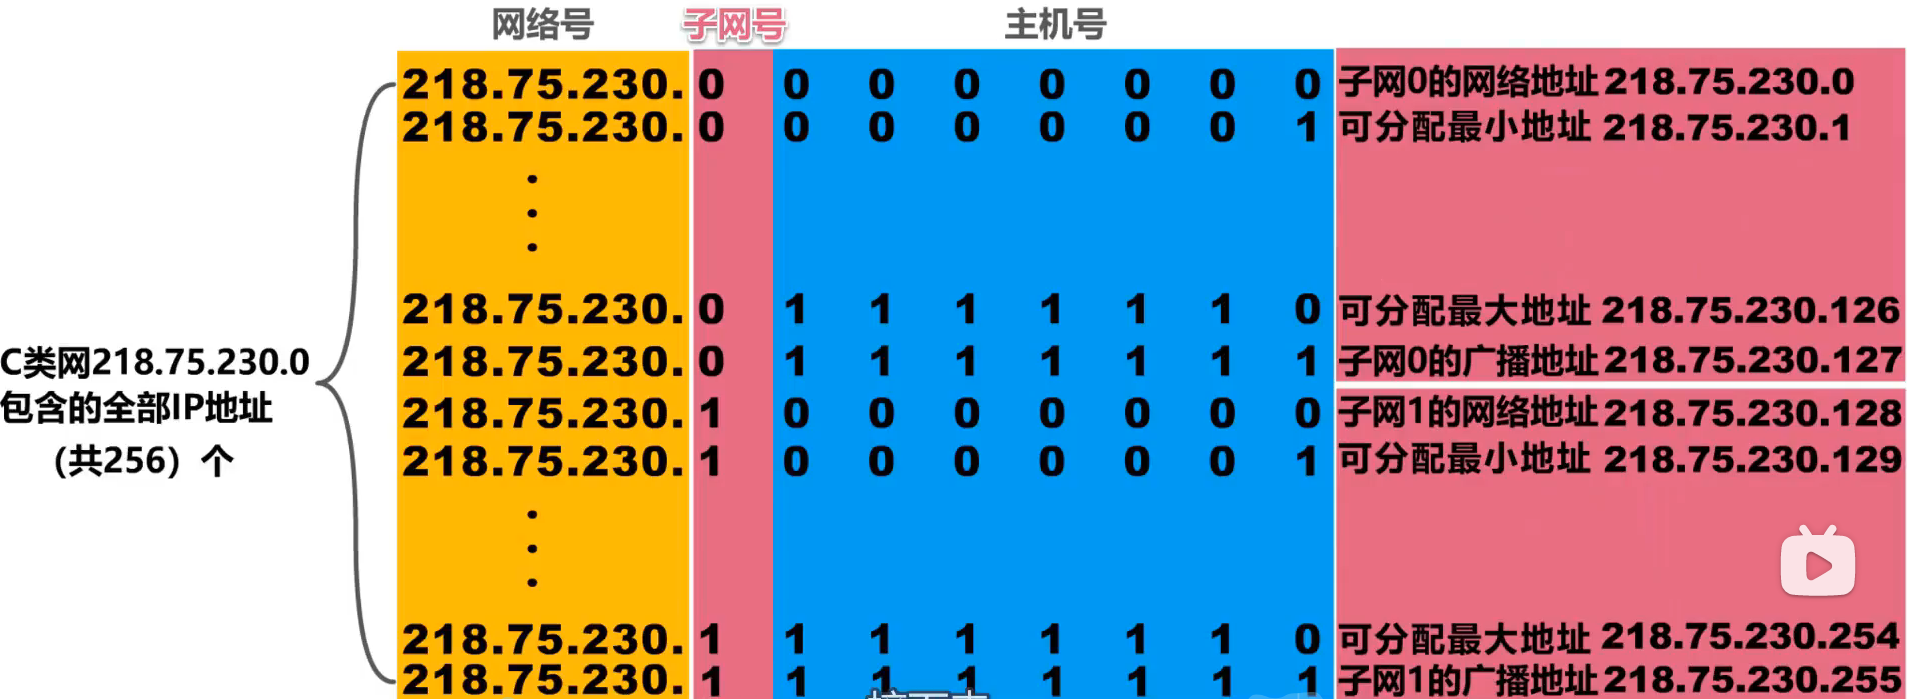 网络号 子网号 主机号
218.75.230. 0 0 0 0 0 0 0 0 子网0的网络地址 218.75.230.0
218.75.230. 0 0 0 0 0 0 0 1 可分配最小地址 218.75.230.1
218.75.230. 0 1 1 1 1 1 1 0 可分配最大地址 218.75.230.126
218.75.230. 0 1 1 1 1 1 1 1 子网0的广播地址 218.75.230.127
C类网218.75.230.0
包含的全部IP地址
（共256）个
218.75.230. 1 0 0 0 0 0 0 0 子网1的网络地址 218.75.230.128
218.75.230. 1 0 0 0 0 0 0 1 可分配最小地址 218.75.230.129
218.75.230. 1 1 1 1 1 1 1 0 可分配最大地址 218.75.230.254
218.75.230. 1 1 1 1 1 1 1 1 子网1的广播地址 218.75.230.255